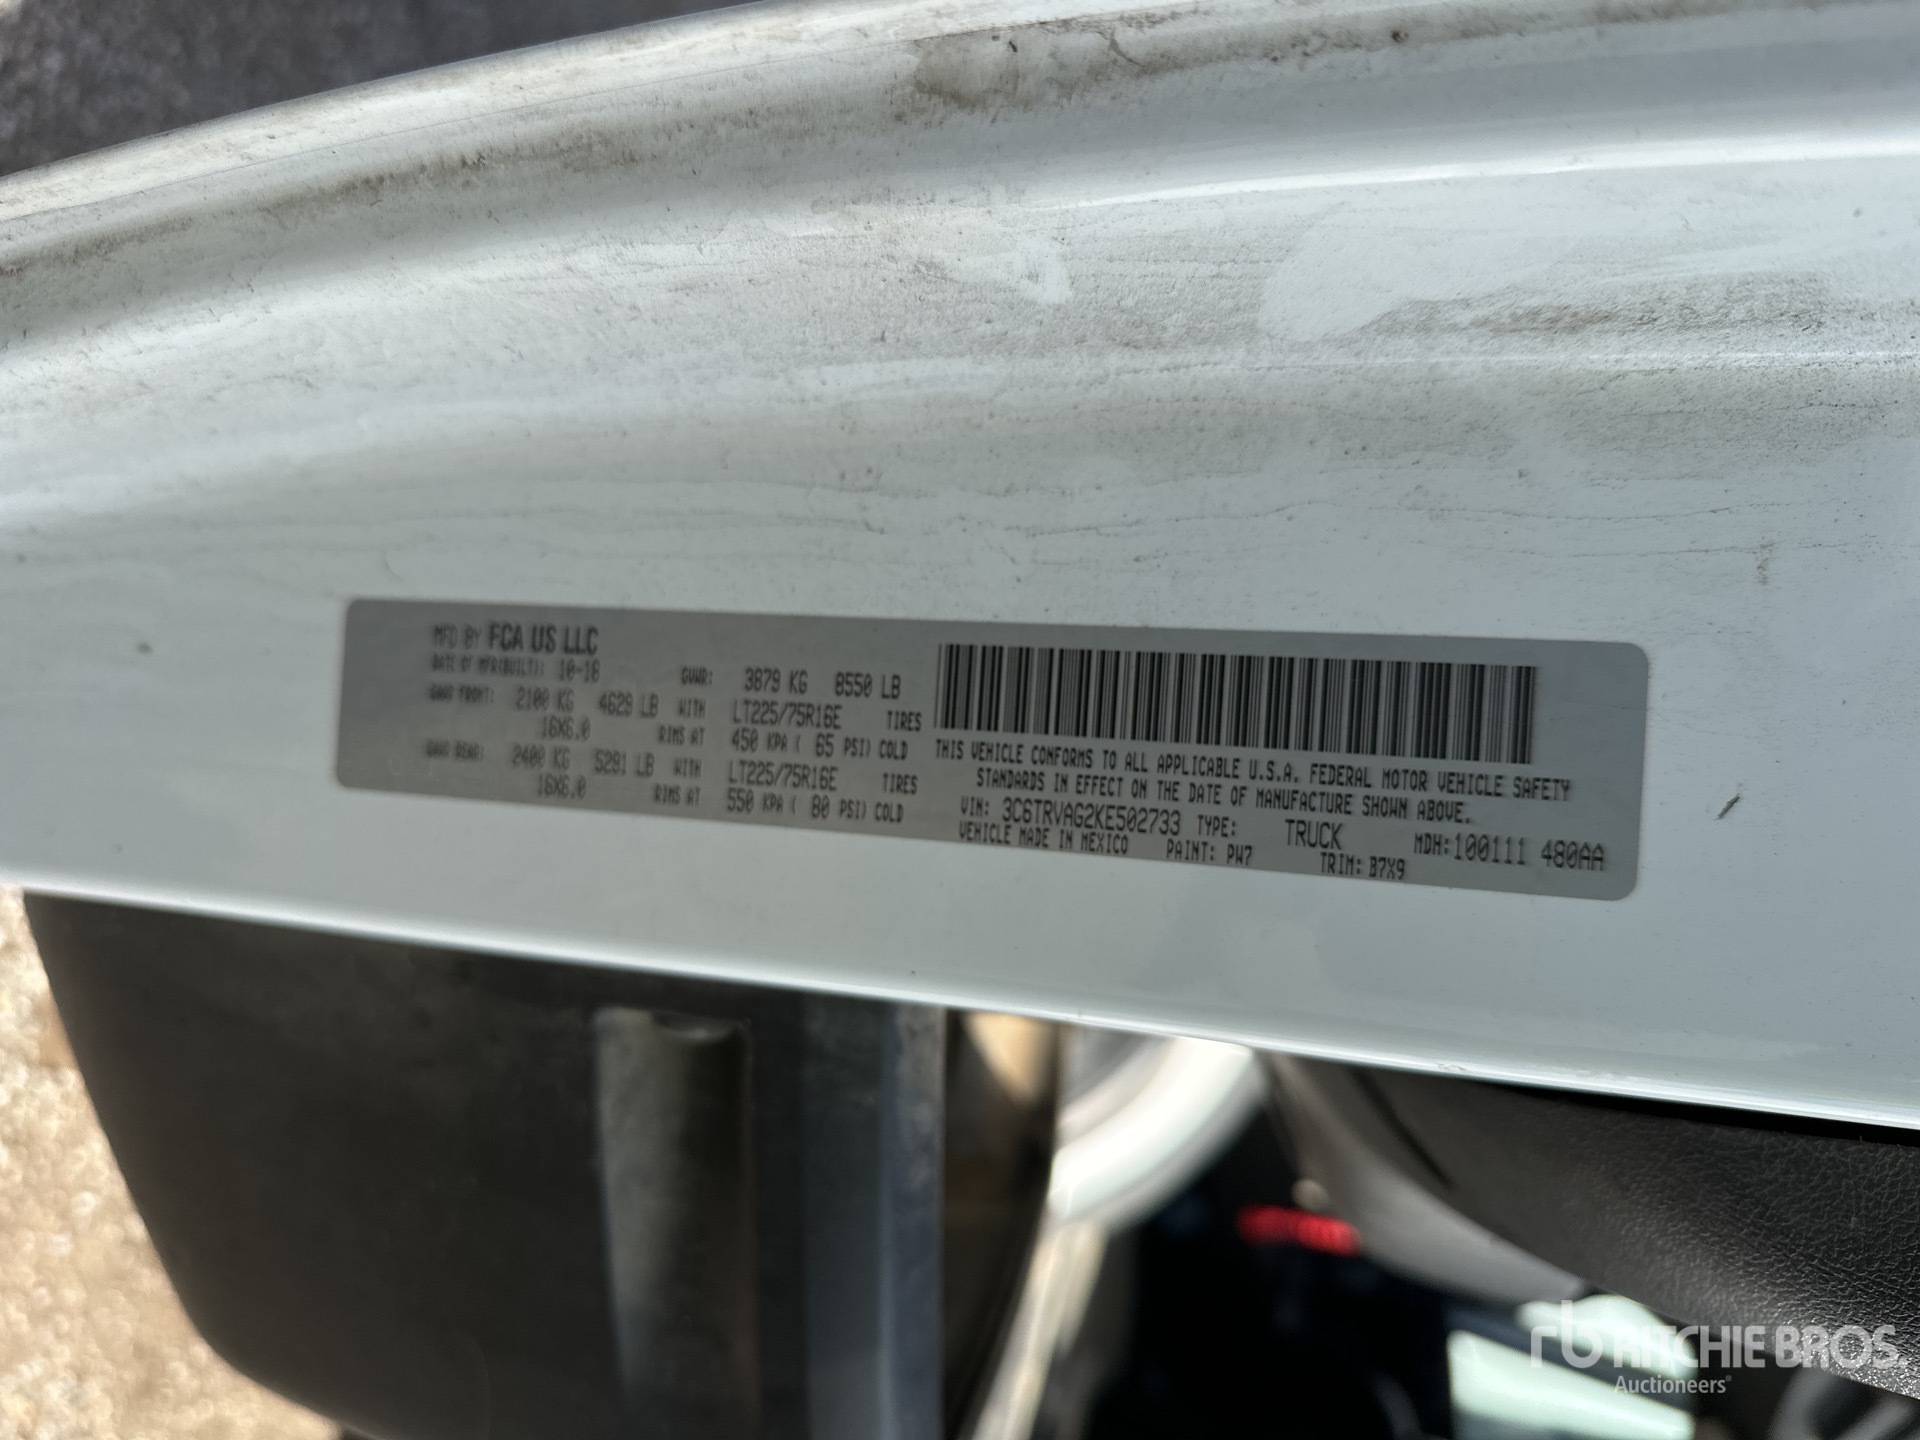 MFD BY FCA US LLC
DATE OF MFR(BUILT): 10-18 GVWR: 3879 KG 8550 LB
GAWR FRONT: 2100 KG 4629 LB WITH LT225/75R16E TIRES
16X6.0 RIMS AT 450 KPA ( 65 PSI) COLD
GAWR REAR: 2400 KG 5291 LB WITH LT225/75R16E TIRES
16X6.0 RIMS AT 550 KPA ( 80 PSI) COLD
THIS VEHICLE CONFORMS TO ALL APPLICABLE U.S.A. FEDERAL MOTOR VEHICLE SAFETY
STANDARDS IN EFFECT ON THE DATE OF MANUFACTURE SHOWN ABOVE.
VIN: 3C6TRVAG2KE502733 TYPE: TRUCK MDH:100111 480AA
VEHICLE MADE IN MEXICO PAINT: PW7 TRIM: B7X9
rb RITCHIE BROS.
Auctioneers®